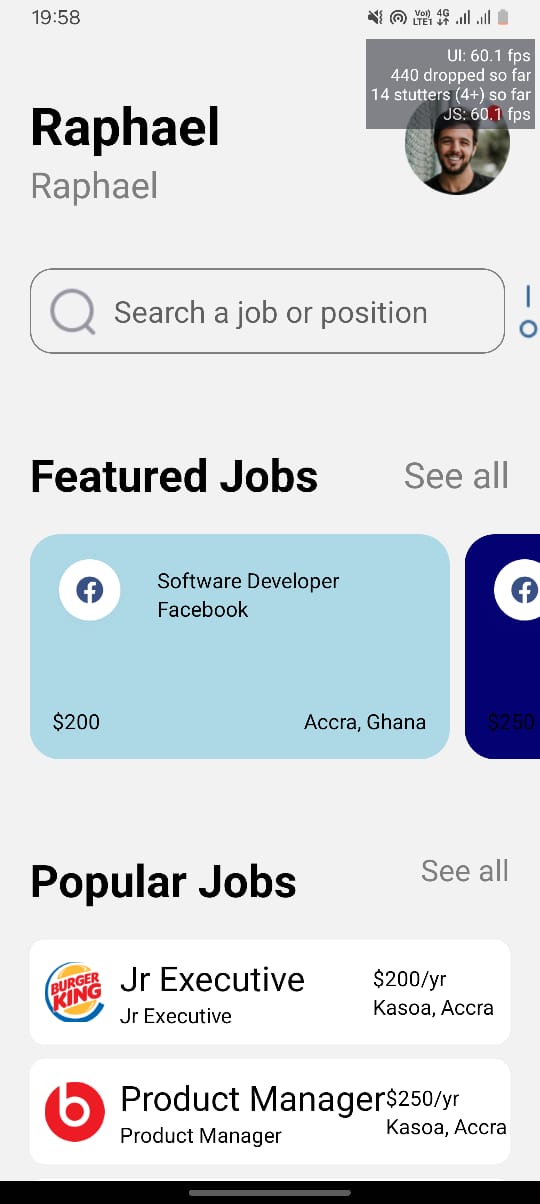 19:58
Vo)) 4G
LTE1
UI: 60.1 fps
440 dropped so far
14 stutters (4+) so far
JS: 60.1 fps
Raphael
Raphael
Search a job or position
Featured Jobs See all
Software Developer
Facebook
$200 Accra, Ghana
$250
Popular Jobs See all
BURGER
KING
Jr Executive
Jr Executive
$200/yr
Kasoa, Accra
Product Manager
Product Manager
$250/yr
Kasoa, Accra